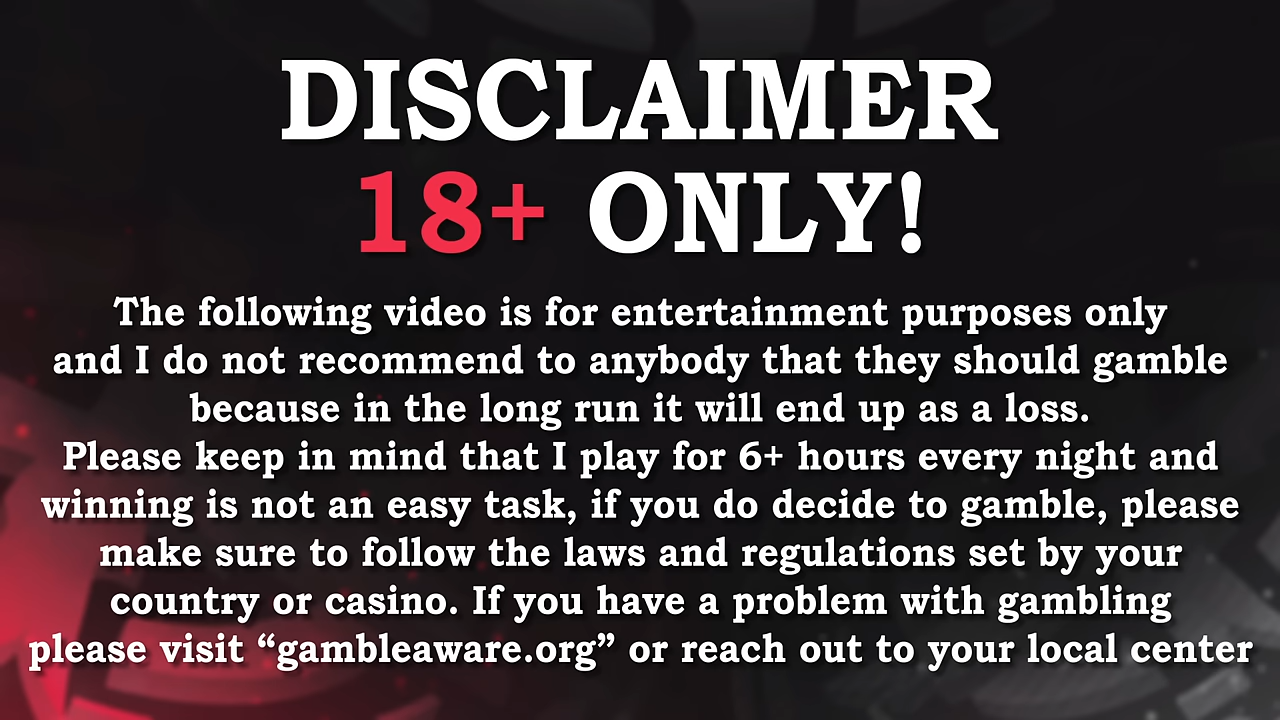 DISCLAIMER
18+ ONLY!
The following video is for entertainment purposes only
and I do not recommend to anybody that they should gamble
because in the long run it will end up as a loss.
Please keep in mind that I play for 6+ hours every night and
winning is not an easy task, if you do decide to gamble, please
make sure to follow the laws and regulations set by your
country or casino. If you have a problem with gambling
please visit “gambleaware.org” or reach out to your local center